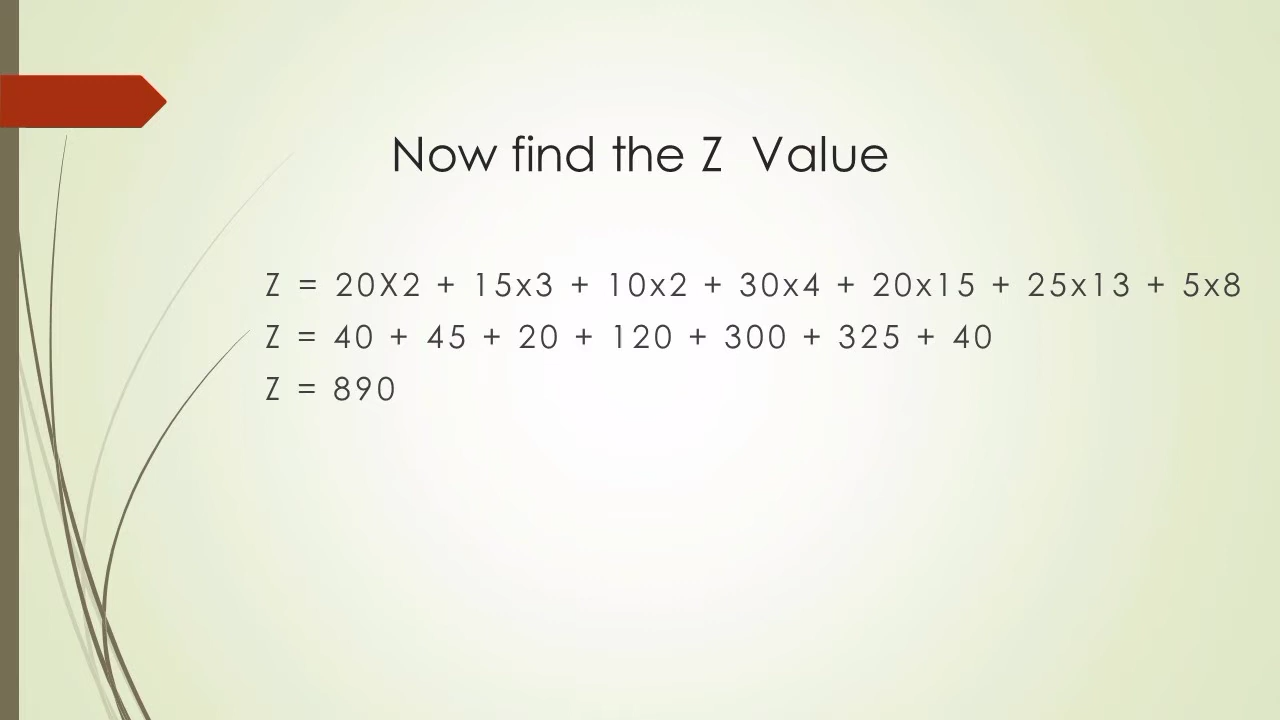 Now find the Z Value
Z = 20X2 + 15x3 + 10x2 + 30x4 + 20x15 + 25x13 + 5x8
Z = 40 + 45 + 20 + 120 + 300 + 325 + 40
Z = 890